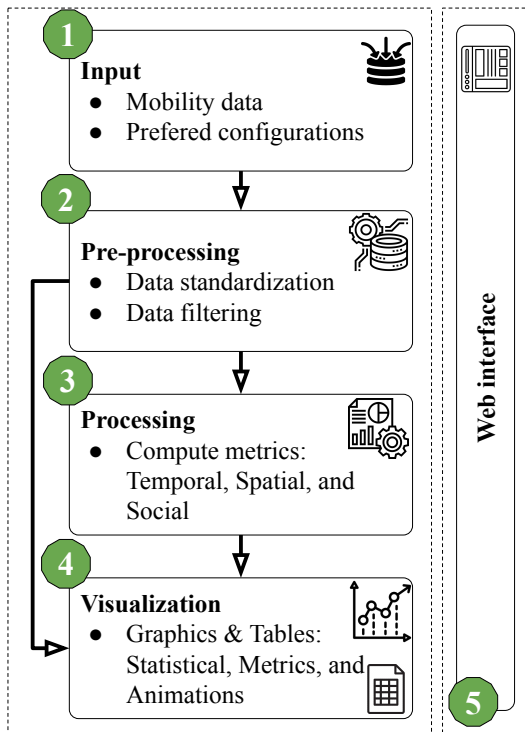 1
Input
● Mobility data
● Prefered configurations
2
Pre-processing
● Data standardization
● Data filtering
3
Processing
● Compute metrics:
Temporal, Spatial, and
Social
4
Visualization
● Graphics & Tables:
Statistical, Metrics, and
Animations
Web interface
5